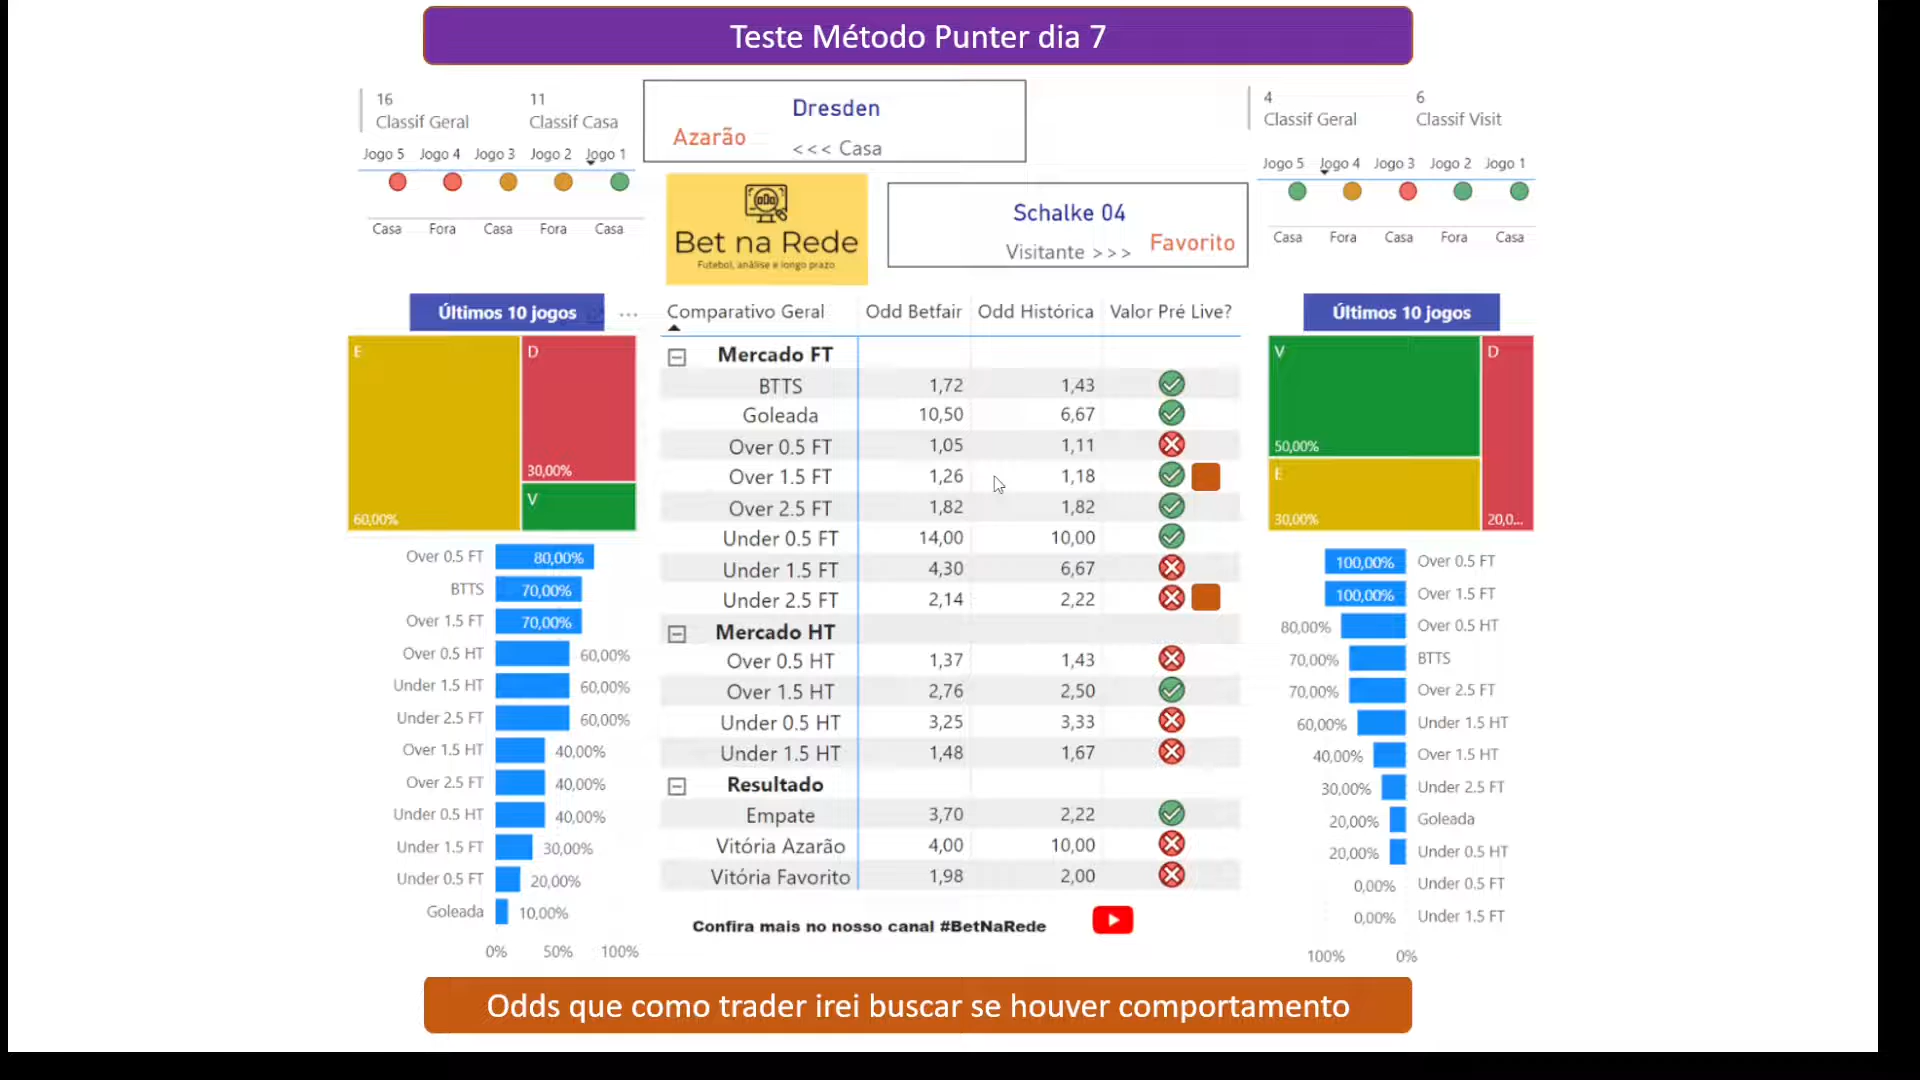 Teste Método Punter dia 7
16
Classif Geral
11
Classif Casa
Jogo 5 Jogo 4 Jogo 3 Jogo 2 Jogo 1
Casa Fora Casa Fora Casa
Dresden
Azarão
<<< Casa
Bet na Rede
Futebol, análise e longo prazo
Schalke 04
Visitante >>>
Favorito
4
Classif Geral
6
Classif Visit
Jogo 5 Jogo 4 Jogo 3 Jogo 2 Jogo 1
Casa Fora Casa Fora Casa
Últimos 10 jogos
E
60,00%
D
30,00%
V
Over 0.5 FT 80,00%
BTTS 70,00%
Over 1.5 FT 70,00%
Over 0.5 HT 60,00%
Under 1.5 HT 60,00%
Under 2.5 FT 60,00%
Over 1.5 HT 40,00%
Over 2.5 FT 40,00%
Under 0.5 HT 40,00%
Under 1.5 FT 30,00%
Under 0.5 FT 20,00%
Goleada 10,00%
0% 50% 100%
Comparativo Geral Odd Betfair Odd Histórica Valor Pré Live?
Mercado FT
BTTS 1,72 1,43
Goleada 10,50 6,67
Over 0.5 FT 1,05 1,11
Over 1.5 FT 1,26 1,18
Over 2.5 FT 1,82 1,82
Under 0.5 FT 14,00 10,00
Under 1.5 FT 4,30 6,67
Under 2.5 FT 2,14 2,22
Mercado HT
Over 0.5 HT 1,37 1,43
Over 1.5 HT 2,76 2,50
Under 0.5 HT 3,25 3,33
Under 1.5 HT 1,48 1,67
Resultado
Empate 3,70 2,22
Vitória Azarão 4,00 10,00
Vitória Favorito 1,98 2,00
Confira mais no nosso canal #BetNaRede
Últimos 10 jogos
V
50,00%
E
30,00%
D
20,0...
100,00% Over 0.5 FT
100,00% Over 1.5 FT
80,00% Over 0.5 HT
70,00% BTTS
70,00% Over 2.5 FT
60,00% Under 1.5 HT
40,00% Over 1.5 HT
30,00% Under 2.5 FT
20,00% Goleada
20,00% Under 0.5 HT
0,00% Under 0.5 FT
0,00% Under 1.5 FT
100% 0%
Odds que como trader irei buscar se houver comportamento